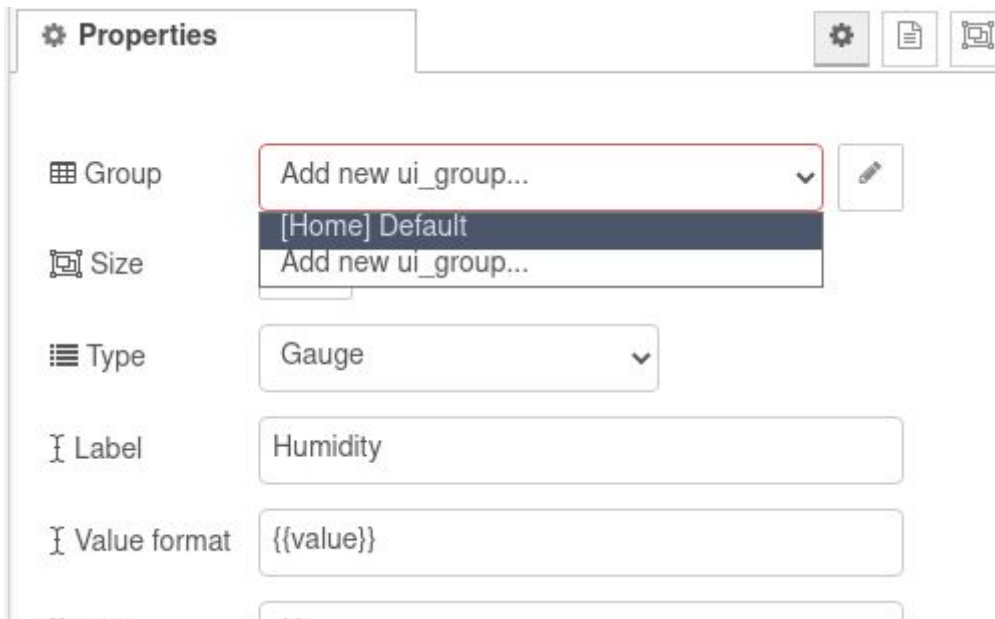 Properties
Group
Add new ui_group...
[Home] Default
Add new ui_group...
Size
Type
Gauge
Label
Humidity
Value format
{{value}}